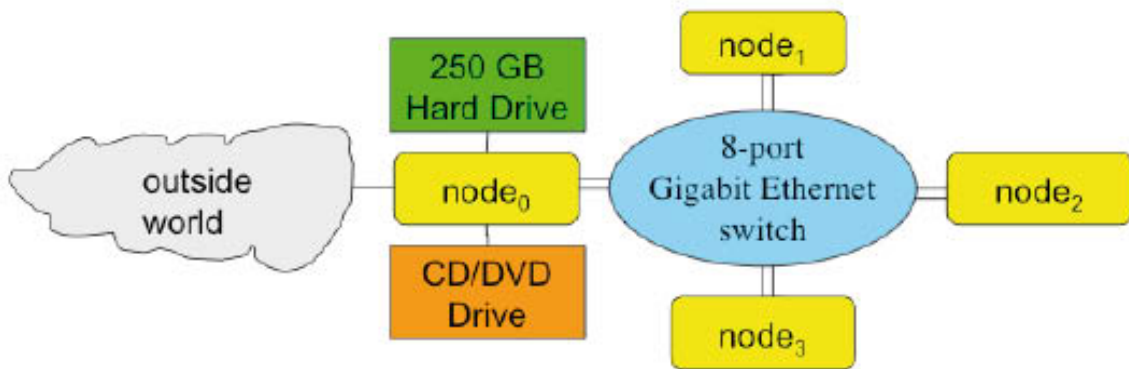 outside
world
250 GB
Hard Drive
node₀
CD/DVD
Drive
node₁
8-port
Gigabit Ethernet
switch
node₂
node₃